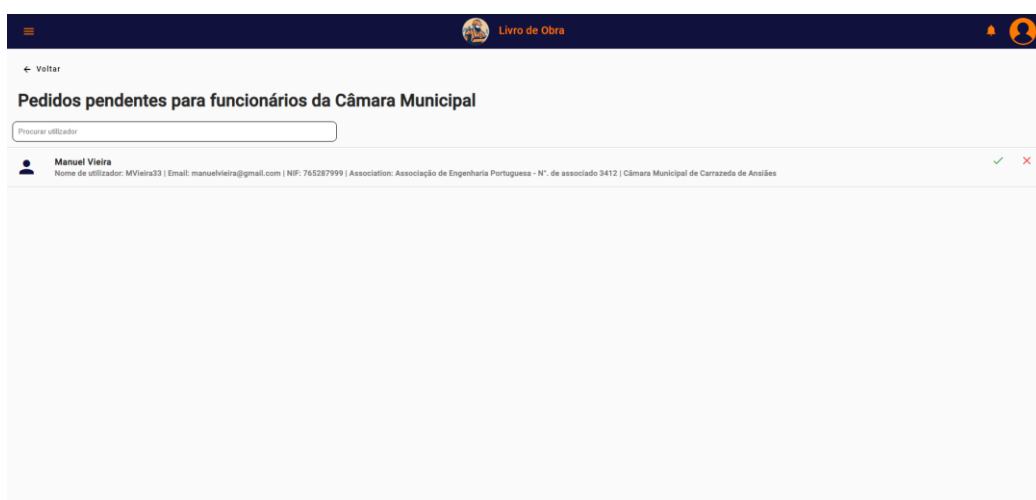 Livro de Obra
← Voltar
Pedidos pendentes para funcionários da Câmara Municipal
Procurar utilizador
Manuel Vieira
Nome de utilizador: MVieira33 | Email: manuelvieira@gmail.com | NIF: 765287999 | Association: Associação de Engenharia Portuguesa - N°. de associado 3412 | Câmara Municipal de Carrazeda de Ansiães